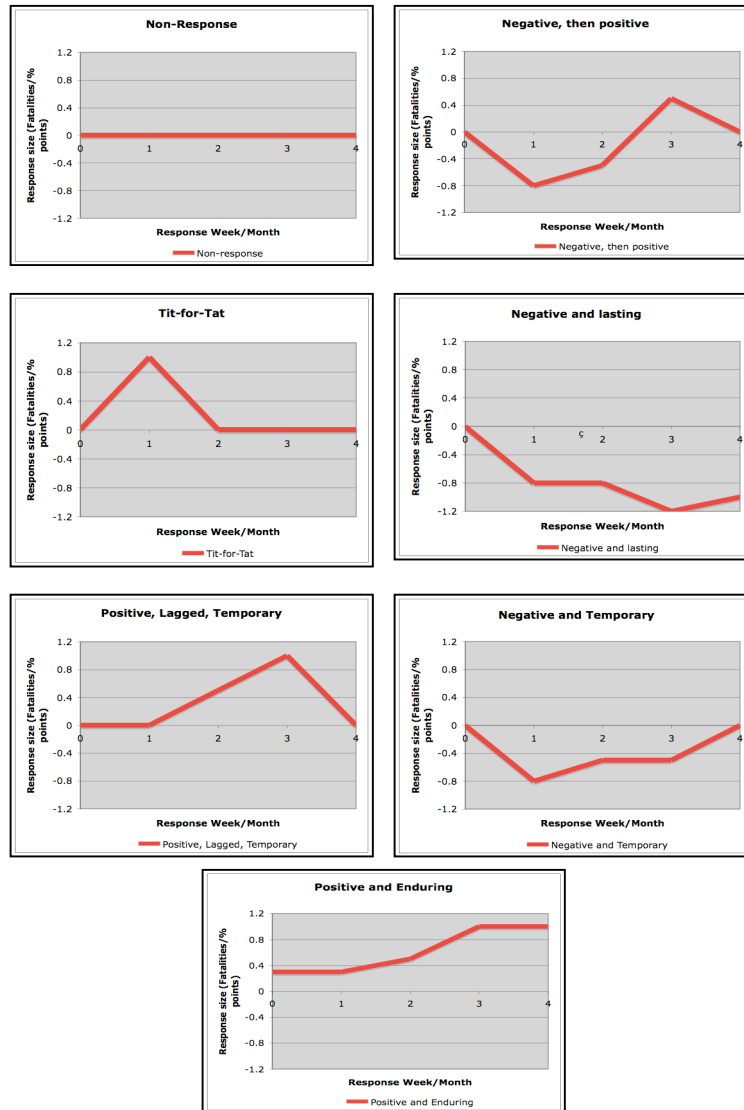 Non-Response
1.2
0.8
0.4
0
-0.4
-0.8
-1.2
0 1 2 3 4
Response size (Fatalities/%
points)
Response Week/Month
Non-response
Negative, then positive
1.2
0.8
0.4
0
-0.4
-0.8
-1.2
0 1 2 3 4
Response size (Fatalities/%
points)
Response Week/Month
Negative, then positive
Tit-for-Tat
1.2
0.8
0.4
0
-0.4
-0.8
-1.2
0 1 2 3 4
Response size (Fatalities/%
points)
Response Week/Month
Tit-for-Tat
Negative and lasting
1.2
0.8
0.4
0
-0.4
-0.8
-1.2
0 1 2 3 4
ç
Response size (Fatalities/%
points)
Response Week/Month
Negative and lasting
Positive, Lagged, Temporary
1.2
0.8
0.4
0
-0.4
-0.8
-1.2
0 1 2 3 4
Response size (Fatalities/%
points)
Response Week/Month
Positive, Lagged, Temporary
Negative and Temporary
1.2
0.8
0.4
0
-0.4
-0.8
-1.2
0 1 2 3 4
Response size (Fatalities/%
points)
Response Week/Month
Negative and Temporary
Positive and Enduring
1.2
0.8
0.4
0
-0.4
-0.8
-1.2
0 1 2 3 4
Response size (Fatalities/%
points)
Response Week/Month
Positive and Enduring